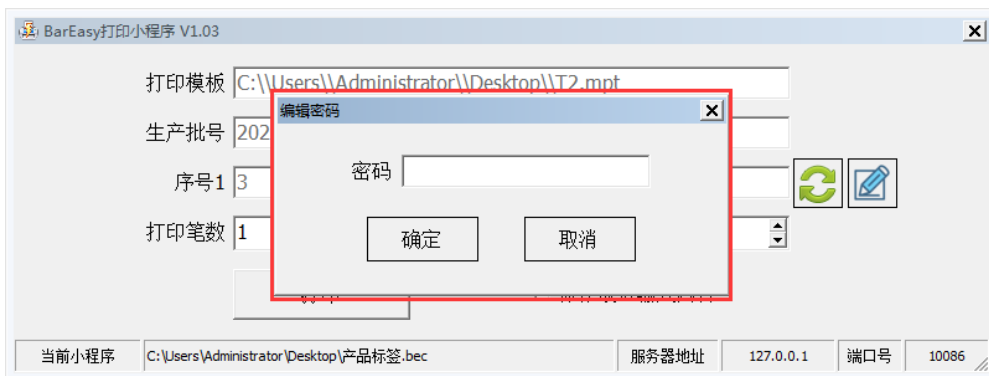 BarEasy打印小程序 V1.03
打印模板 C:\\Users\\Administrator\\Desktop\\T2.mpt
编辑密码
生产批号 202
密码
序号1 3
打印笔数 1
确定 取消
当前小程序 C:\Users\Administrator\Desktop\产品标签.bec 服务器地址 127.0.0.1 端口号 10086